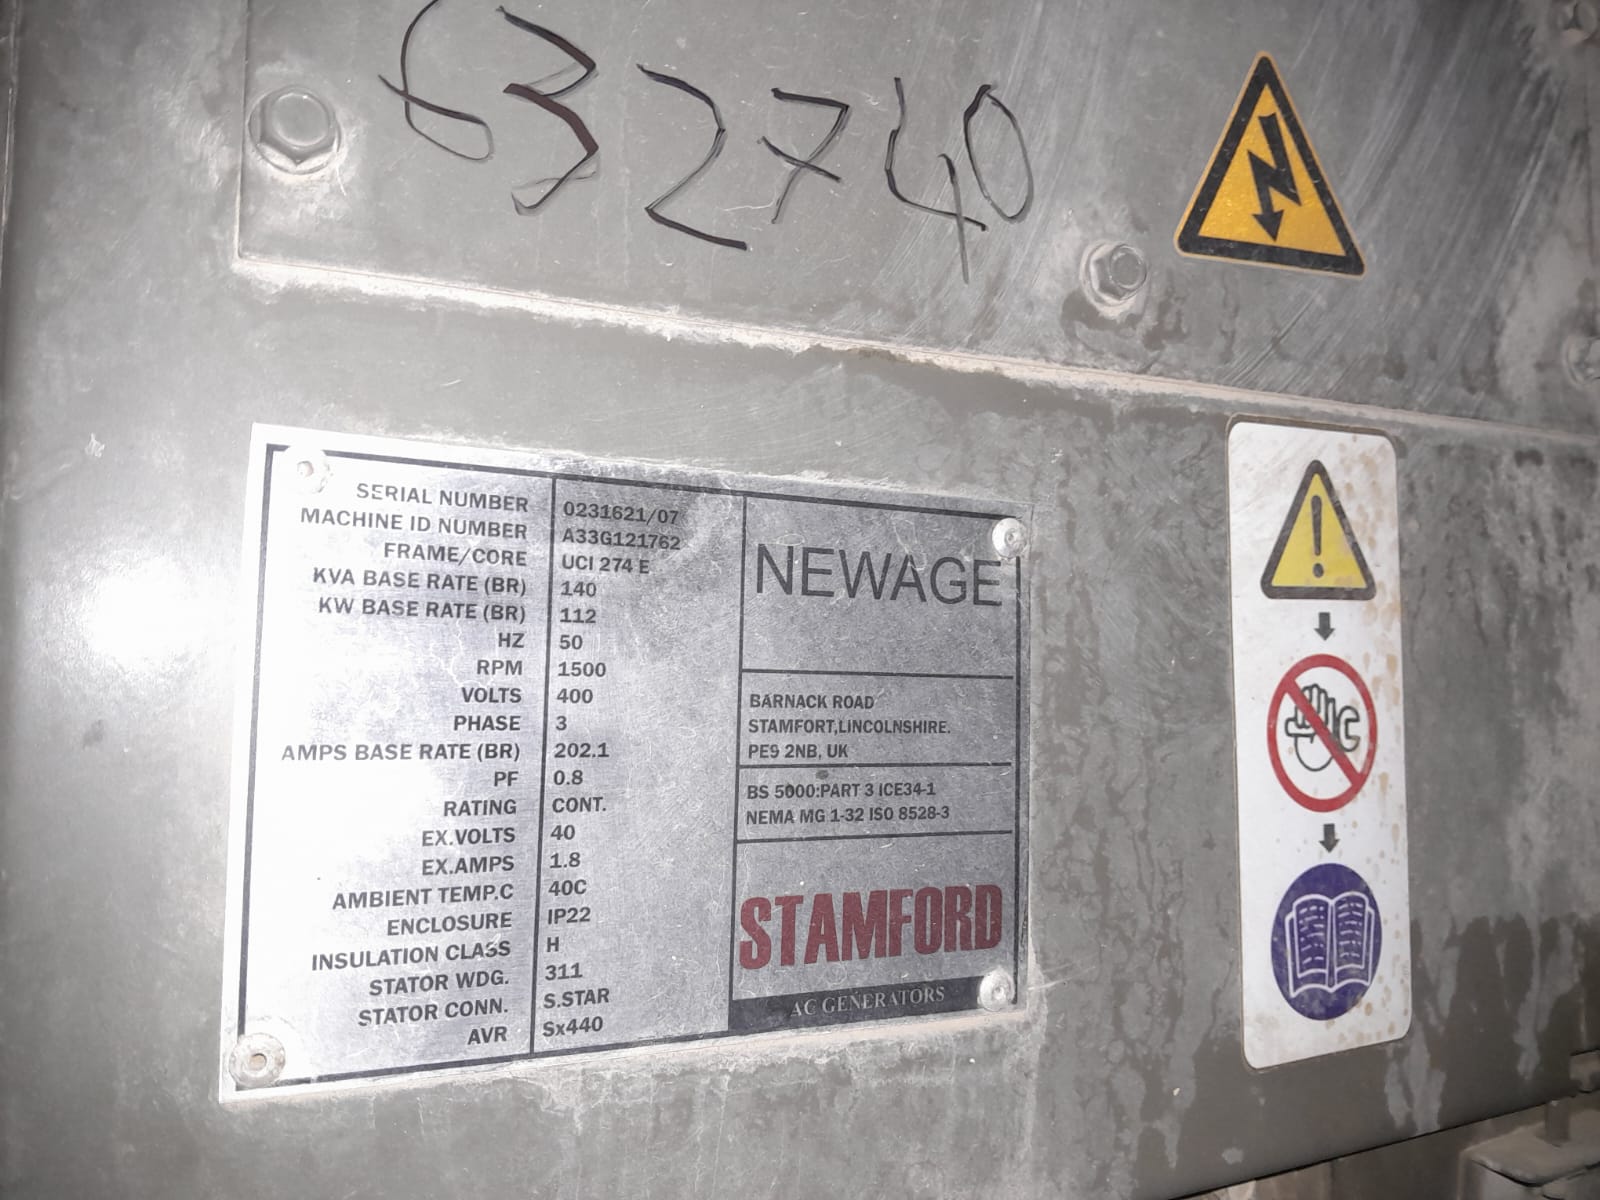 632740
SERIAL NUMBER 0231621/07
MACHINE ID NUMBER A33G121762
FRAME/CORE UCI 274 E
KVA BASE RATE (BR) 140
KW BASE RATE (BR) 112
HZ 50
RPM 1500
VOLTS 400
PHASE 3
AMPS BASE RATE (BR) 202.1
PF 0.8
RATING CONT.
EX.VOLTS 40
EX.AMPS 1.8
AMBIENT TEMP.C 40C
ENCLOSURE IP22
INSULATION CLASS H
STATOR WDG. 311
STATOR CONN. S.STAR
AVR Sx440
NEWAGE
BARNACK ROAD
STAMFORT,LINCOLNSHIRE.
PE9 2NB, UK
BS 5000:PART 3 ICE34-1
NEMA MG 1-32 ISO 8528-3
STAMFORD
AC GENERATORS